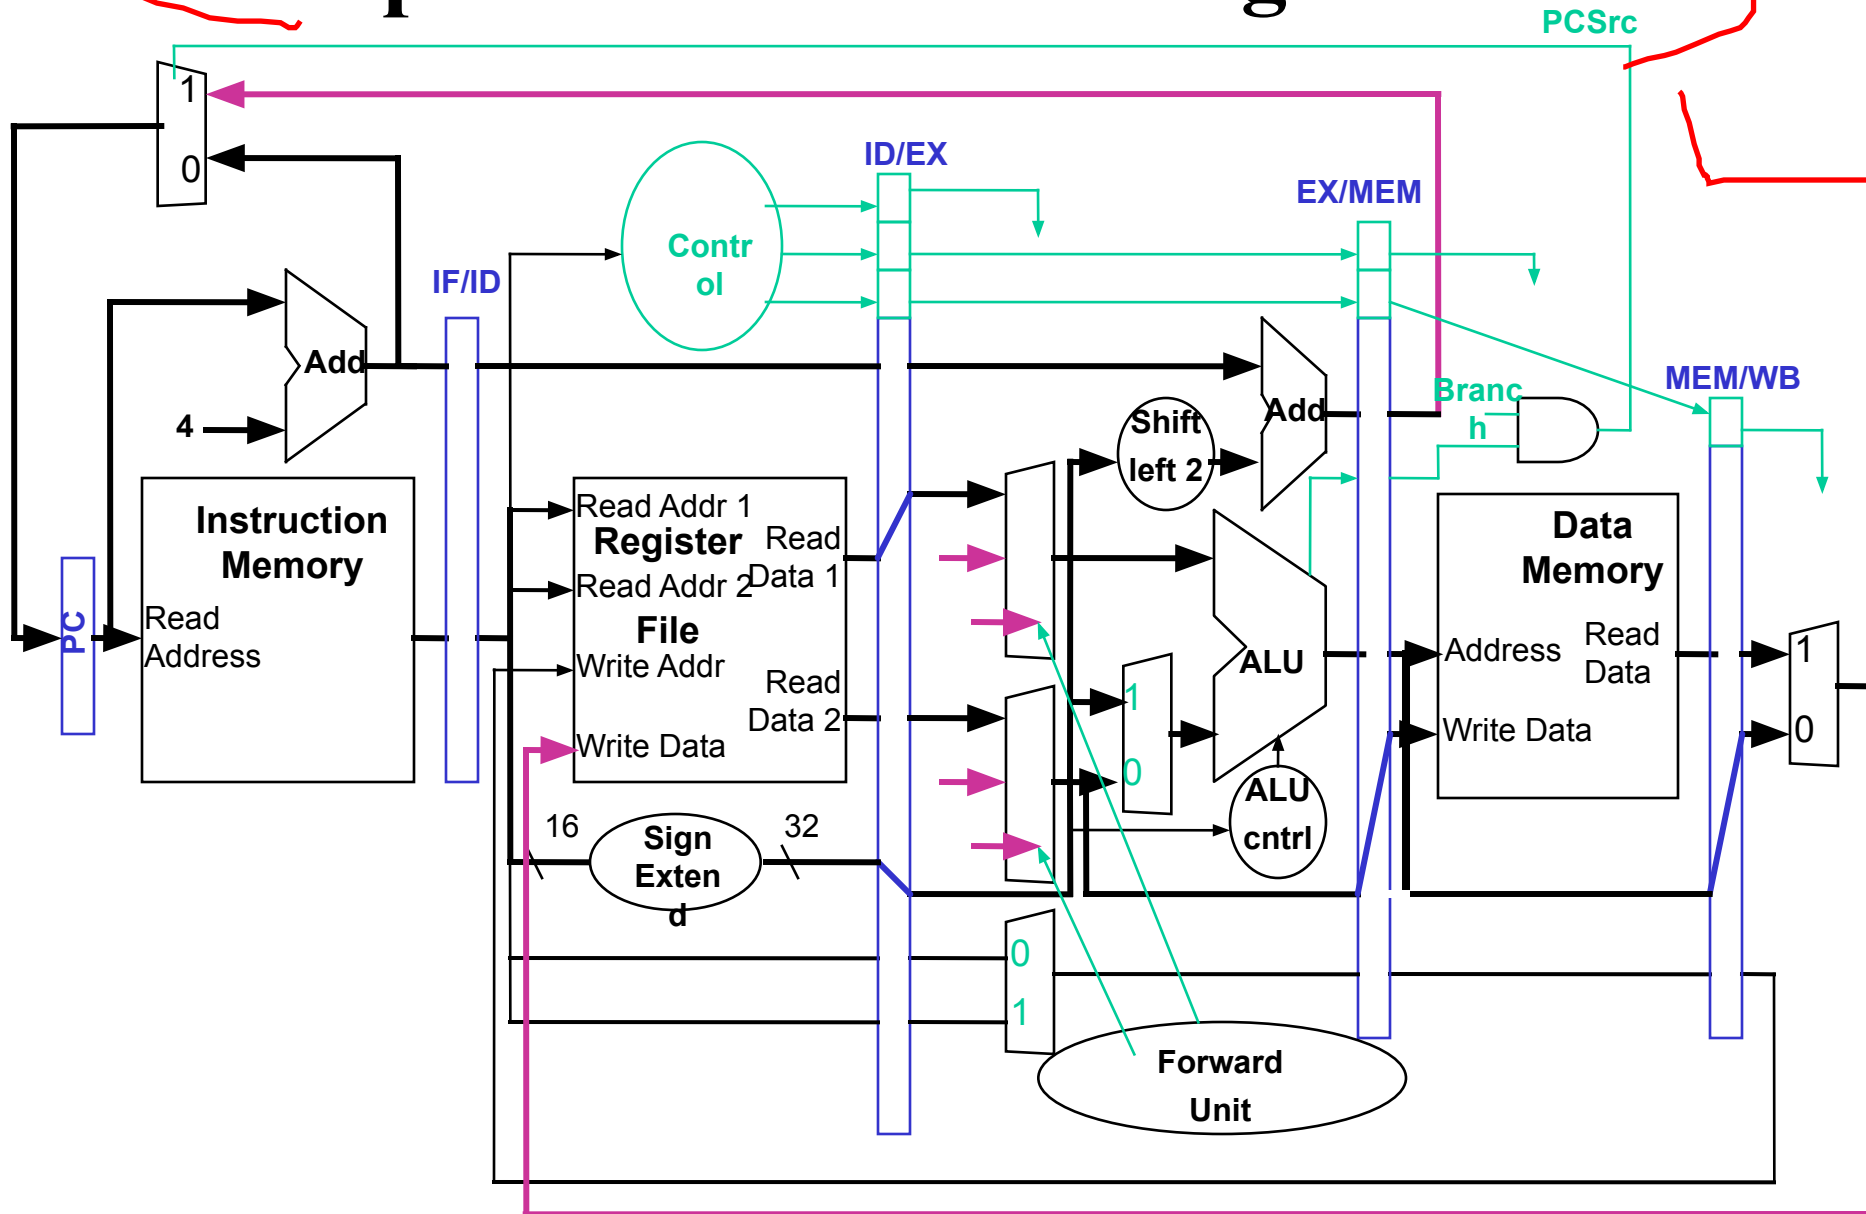 PCSrc
1
0
ID/EX
EX/MEM
Contr
ol
IF/ID
Add
4
MEM/WB
Branc
h
Add
Shift
left 2
Instruction
Memory
Read
Address
PC
Read Addr 1
Register
Read
Data 1
Read Addr 2
File
Write Addr
Read
Data 2
Write Data
16
Sign
Exten
d
32
1
0
ALU
ALU
cntrl
Data
Memory
Address
Read
Data
Write Data
1
0
0
1
Forward
Unit